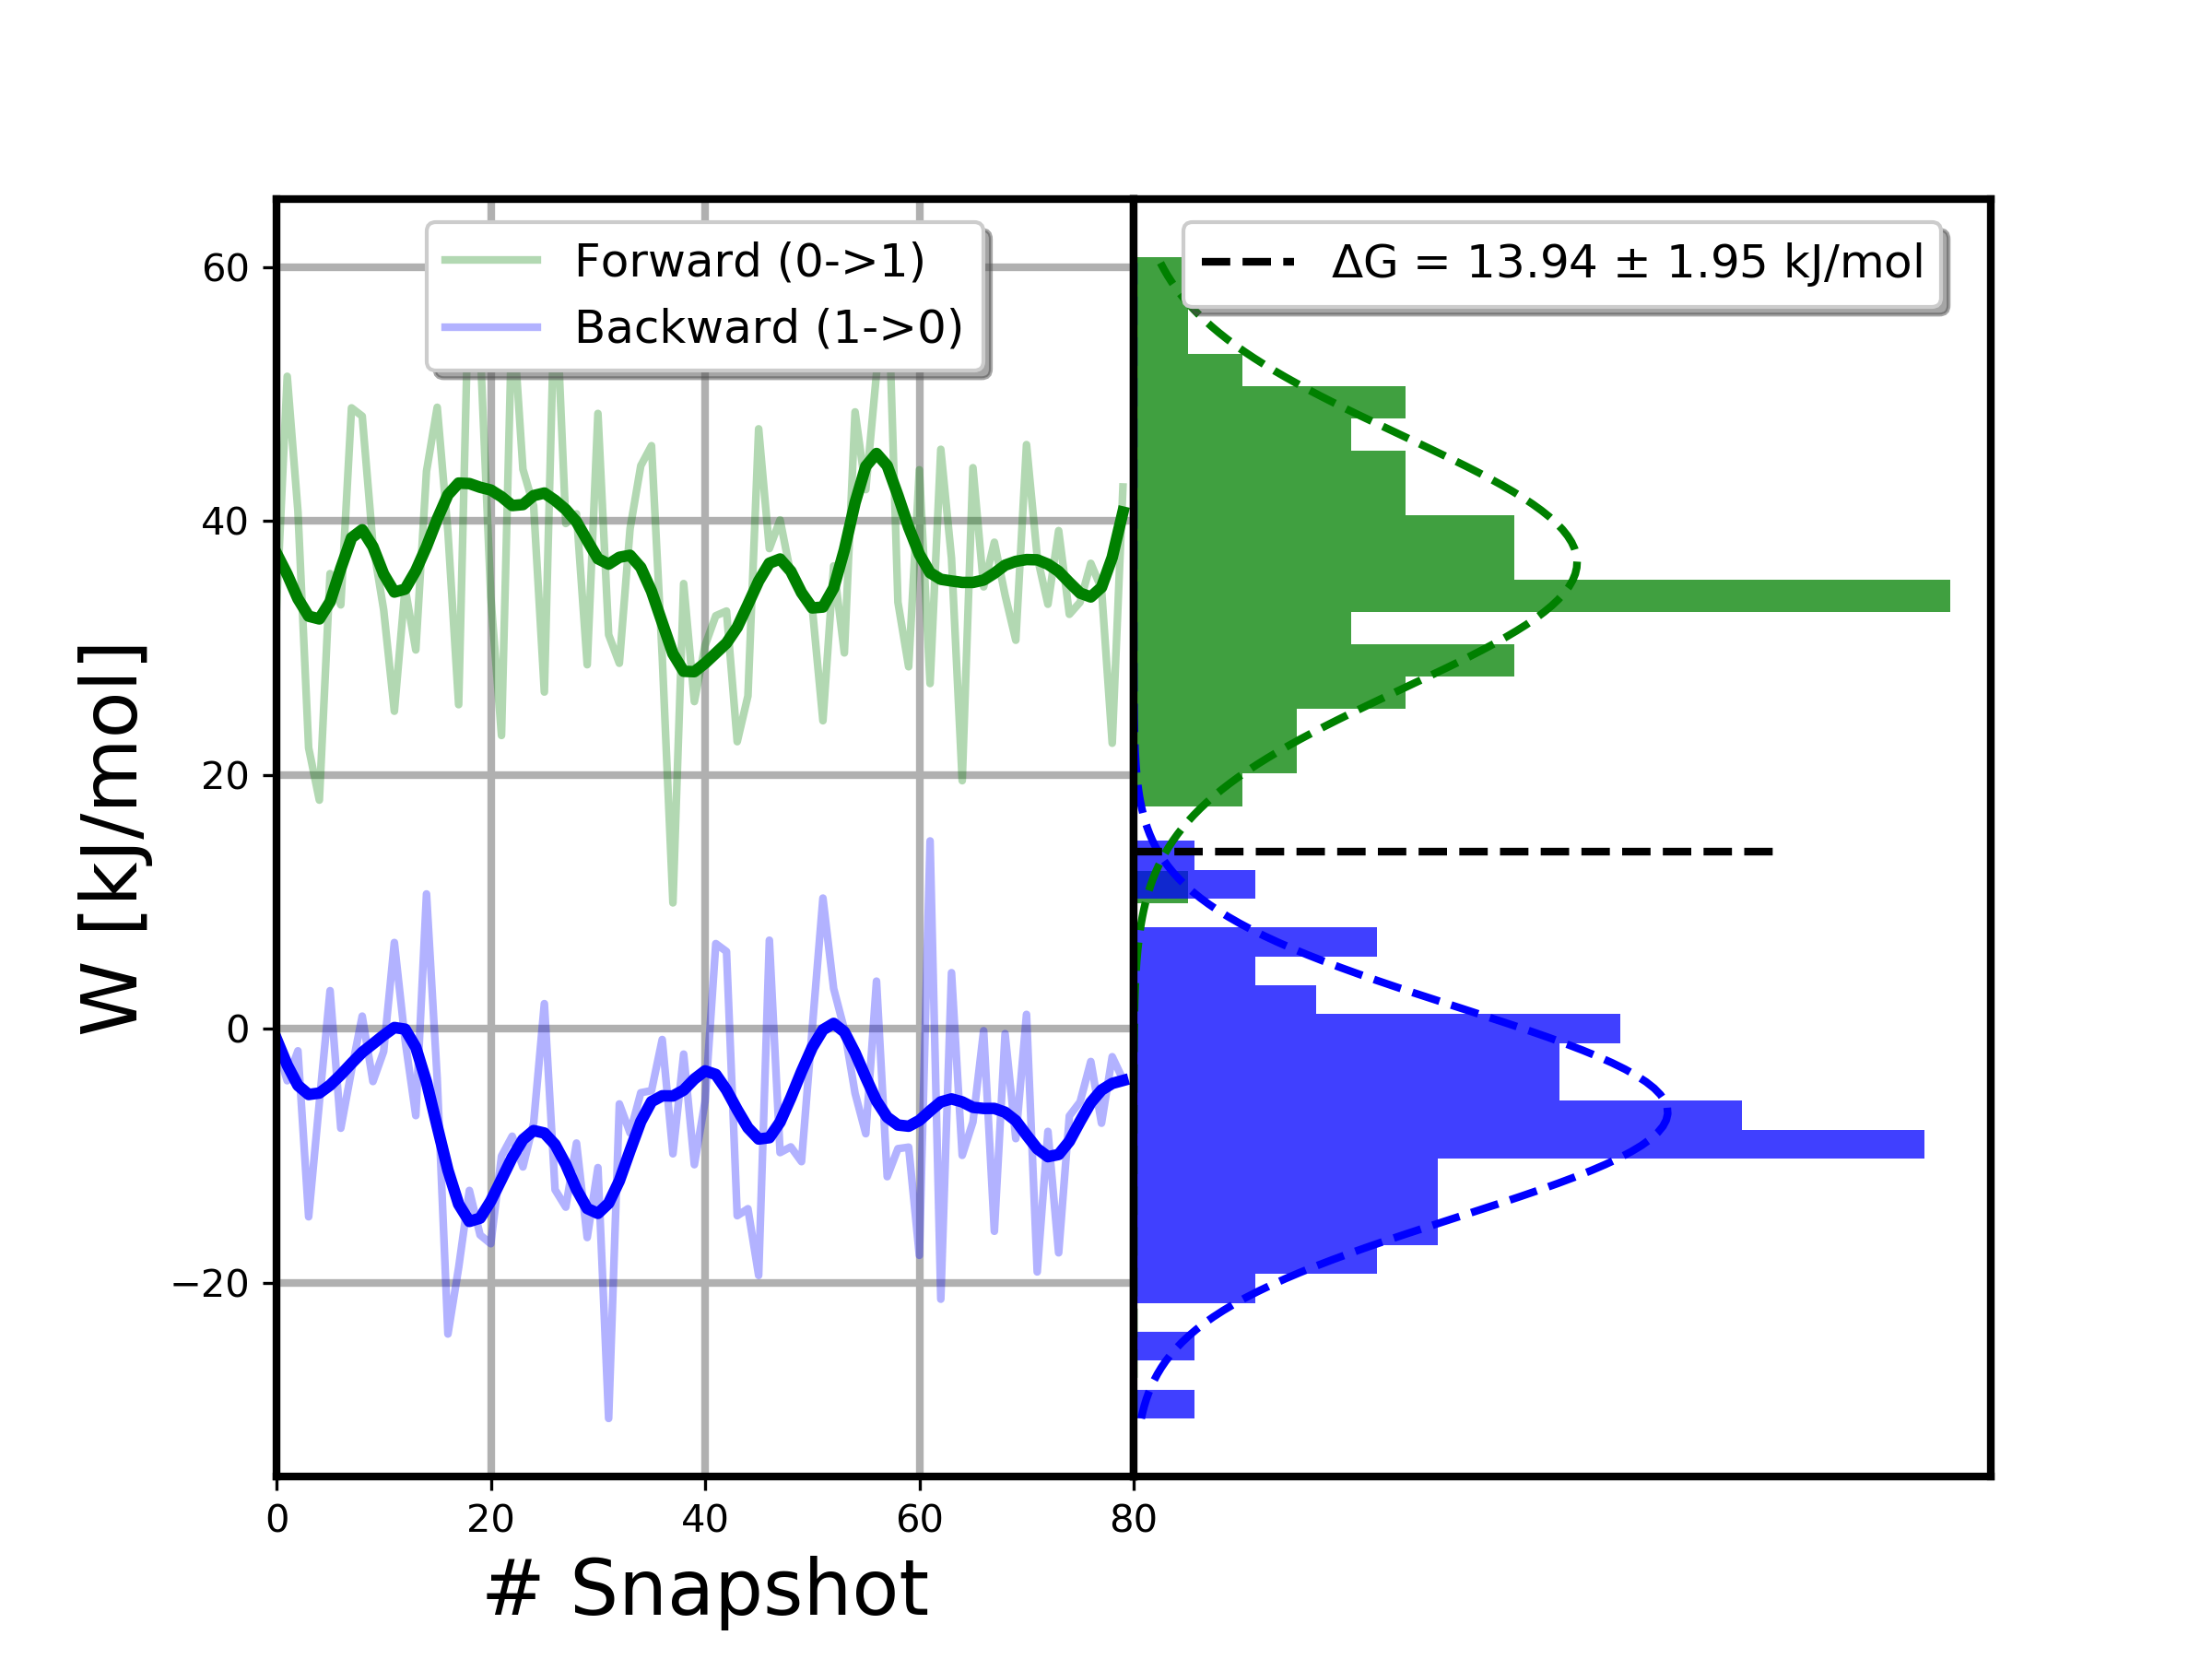 Forward (0->1)
Backward (1->0)
ΔG = 13.94 ± 1.95 kJ/mol
W [kJ/mol]
60
40
20
0
−20
0 20 40 60 80
# Snapshot